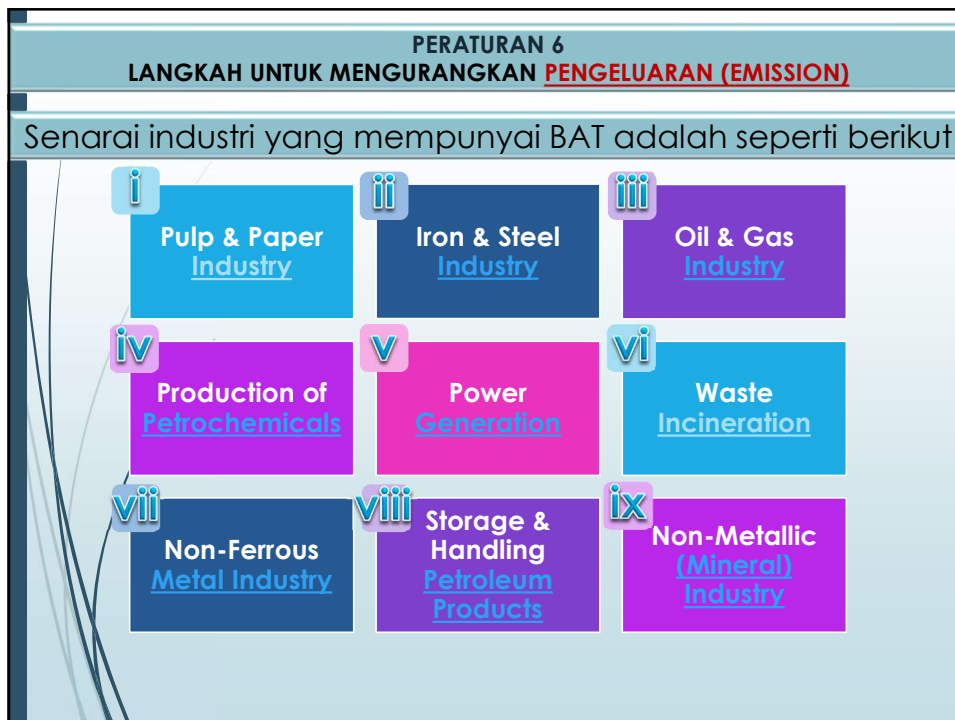 PERATURAN 6
LANGKAH UNTUK MENGURANGKAN PENGELUARAN (EMISSION)
Senarai industri yang mempunyai BAT adalah seperti berikut
i
Pulp & Paper
Industry
ii
Iron & Steel
Industry
iii
Oil & Gas
Industry
iv
Production of
Petrochemicals
v
Power
Generation
vi
Waste
Incineration
vii
Non-Ferrous
Metal Industry
viii
Storage &
Handling
Petroleum
Products
ix
Non-Metallic
(Mineral)
Industry